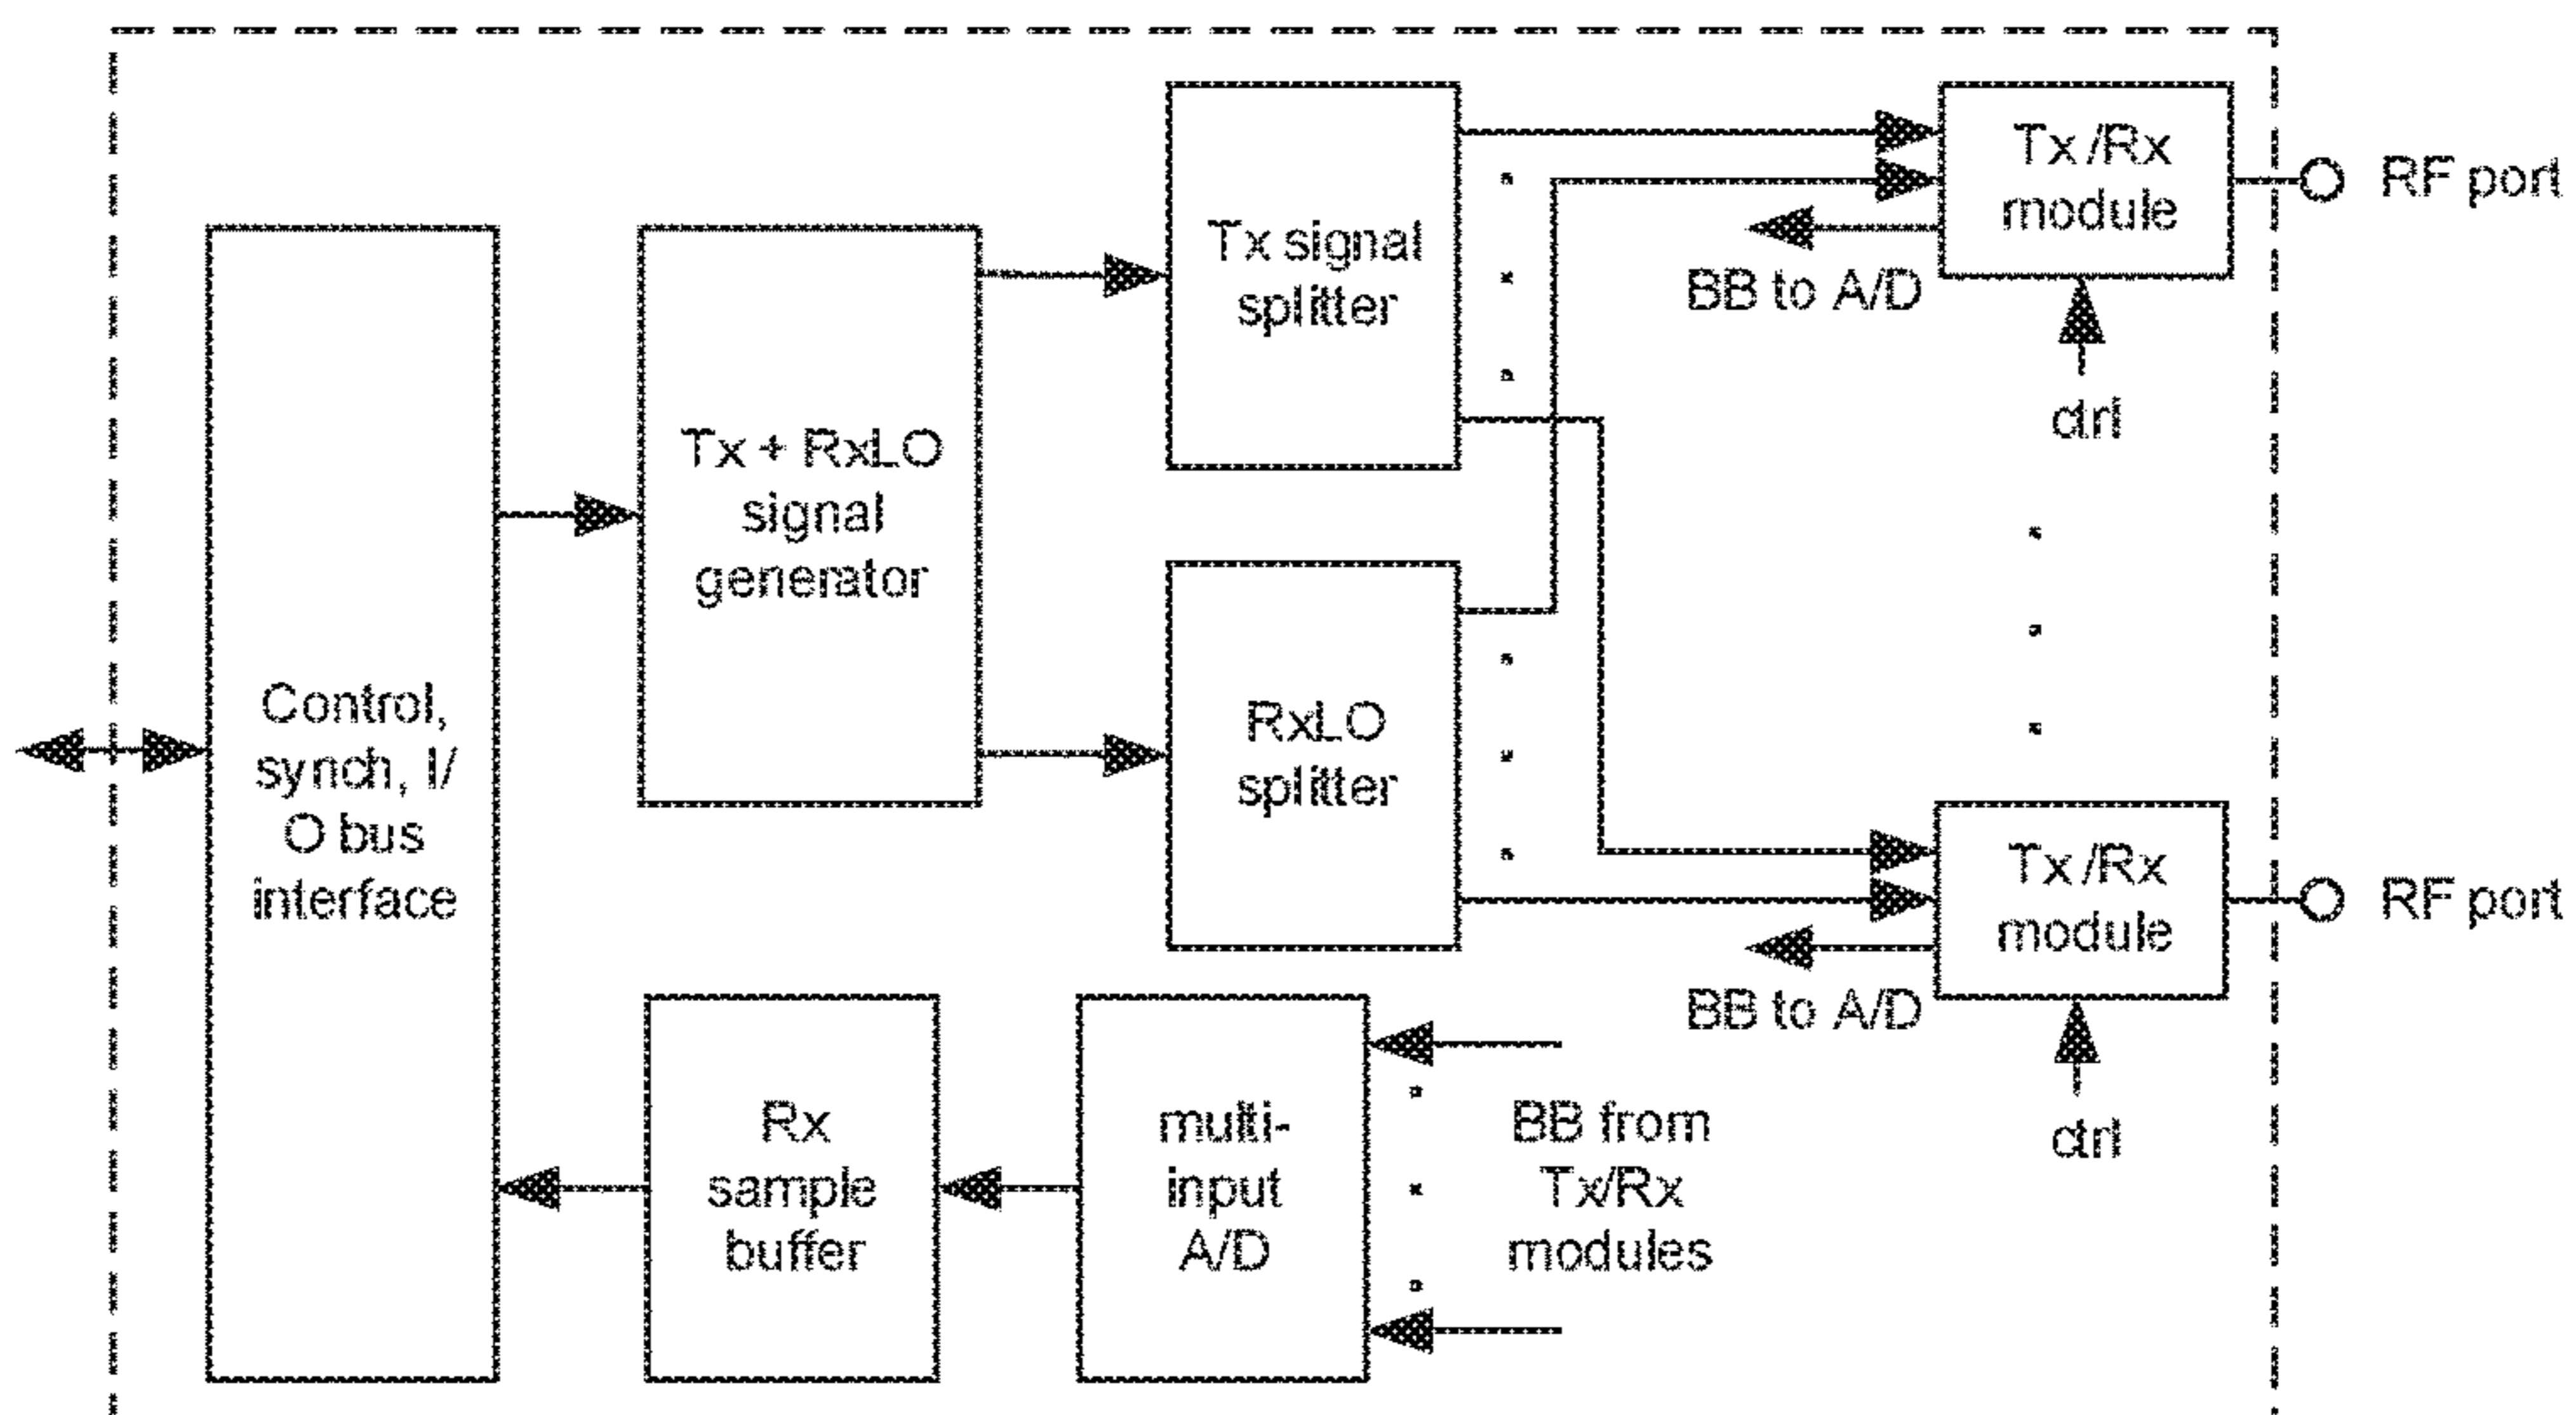 Control,
synch, I/
O bus
interface
Tx + RxLO
signal
generator
Tx signal
splitter
RxLO
splitter
Tx/Rx
module
RF port
BB to A/D
ctrl
Tx/Rx
module
RF port
BB to A/D
ctrl
Rx
sample
buffer
multi-
input
A/D
BB from
Tx/Rx
modules